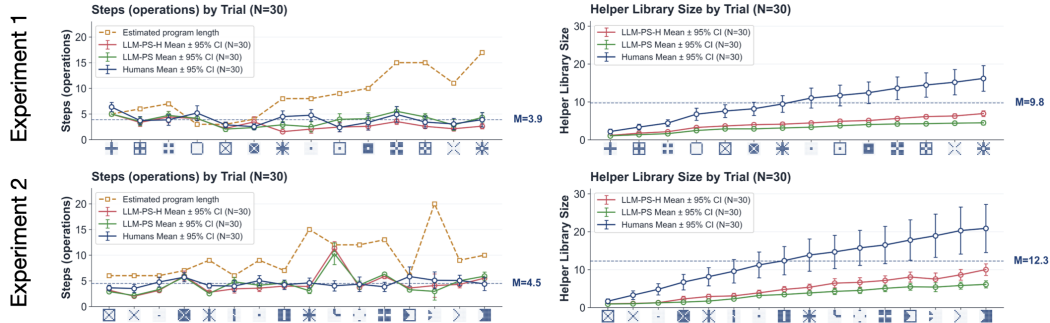 Experiment 1
Steps (operations) by Trial (N=30)
Steps (operations)
20
15
10
5
0
Estimated program length
LLM-PS-H Mean ± 95% CI (N=30)
LLM-PS Mean ± 95% CI (N=30)
Humans Mean ± 95% CI (N=30)
M=3.9
Helper Library Size by Trial (N=30)
Helper Library Size
30
20
10
0
LLM-PS-H Mean ± 95% CI (N=30)
LLM-PS Mean ± 95% CI (N=30)
Humans Mean ± 95% CI (N=30)
M=9.8
Experiment 2
Steps (operations) by Trial (N=30)
Steps (operations)
20
15
10
5
0
Estimated program length
LLM-PS-H Mean ± 95% CI (N=30)
LLM-PS Mean ± 95% CI (N=30)
Humans Mean ± 95% CI (N=30)
M=4.5
Helper Library Size by Trial (N=30)
Helper Library Size
30
20
10
0
LLM-PS-H Mean ± 95% CI (N=30)
LLM-PS Mean ± 95% CI (N=30)
Humans Mean ± 95% CI (N=30)
M=12.3